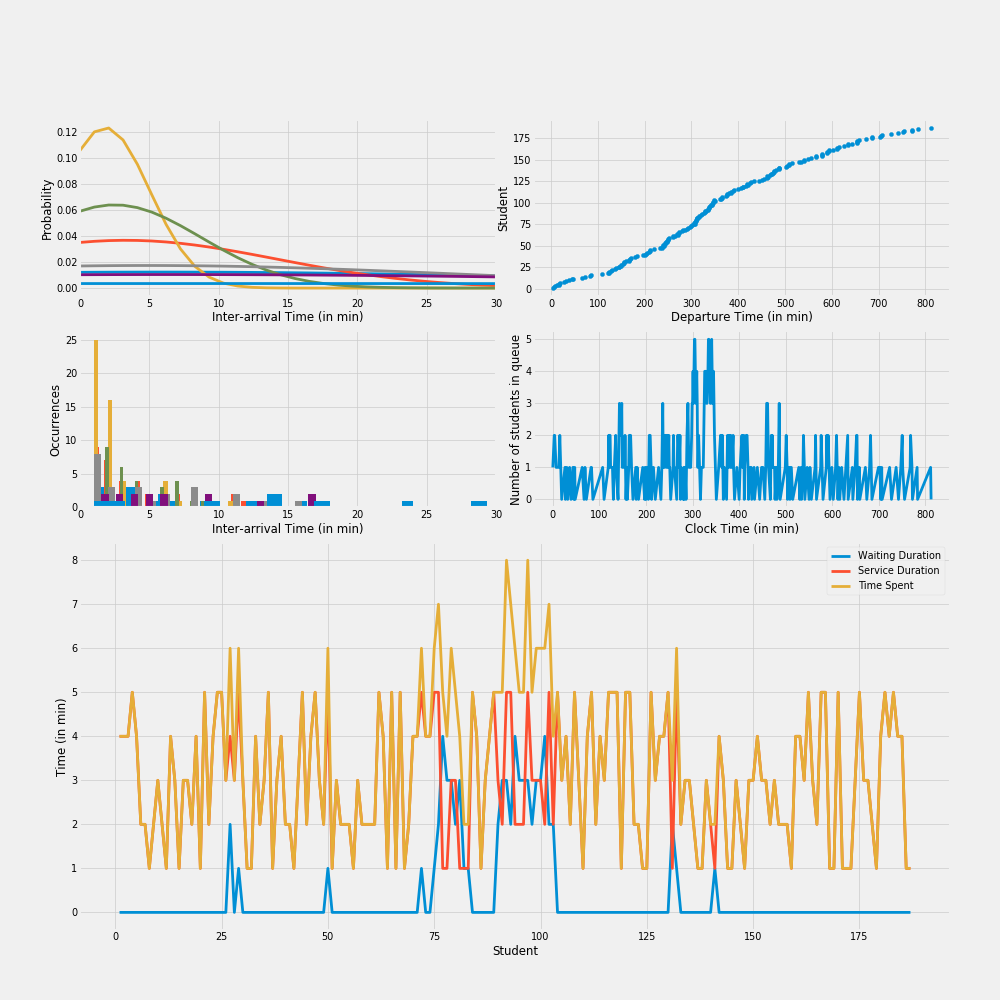 0.12
0.10
0.08
0.06
0.04
0.02
0.00
Probability
0 5 10 15 20 25 30
Inter-arrival Time (in min)
175
150
125
100
75
50
25
0
Student
0 100 200 300 400 500 600 700 800
Departure Time (in min)
25
20
15
10
5
0
Occurrences
0 5 10 15 20 25 30
Inter-arrival Time (in min)
5
4
3
2
1
0
Number of students in queue
0 100 200 300 400 500 600 700 800
Clock Time (in min)
Waiting Duration
Service Duration
Time Spent
8
7
6
5
4
3
2
1
0
Time (in min)
0 25 50 75 100 125 150 175
Student